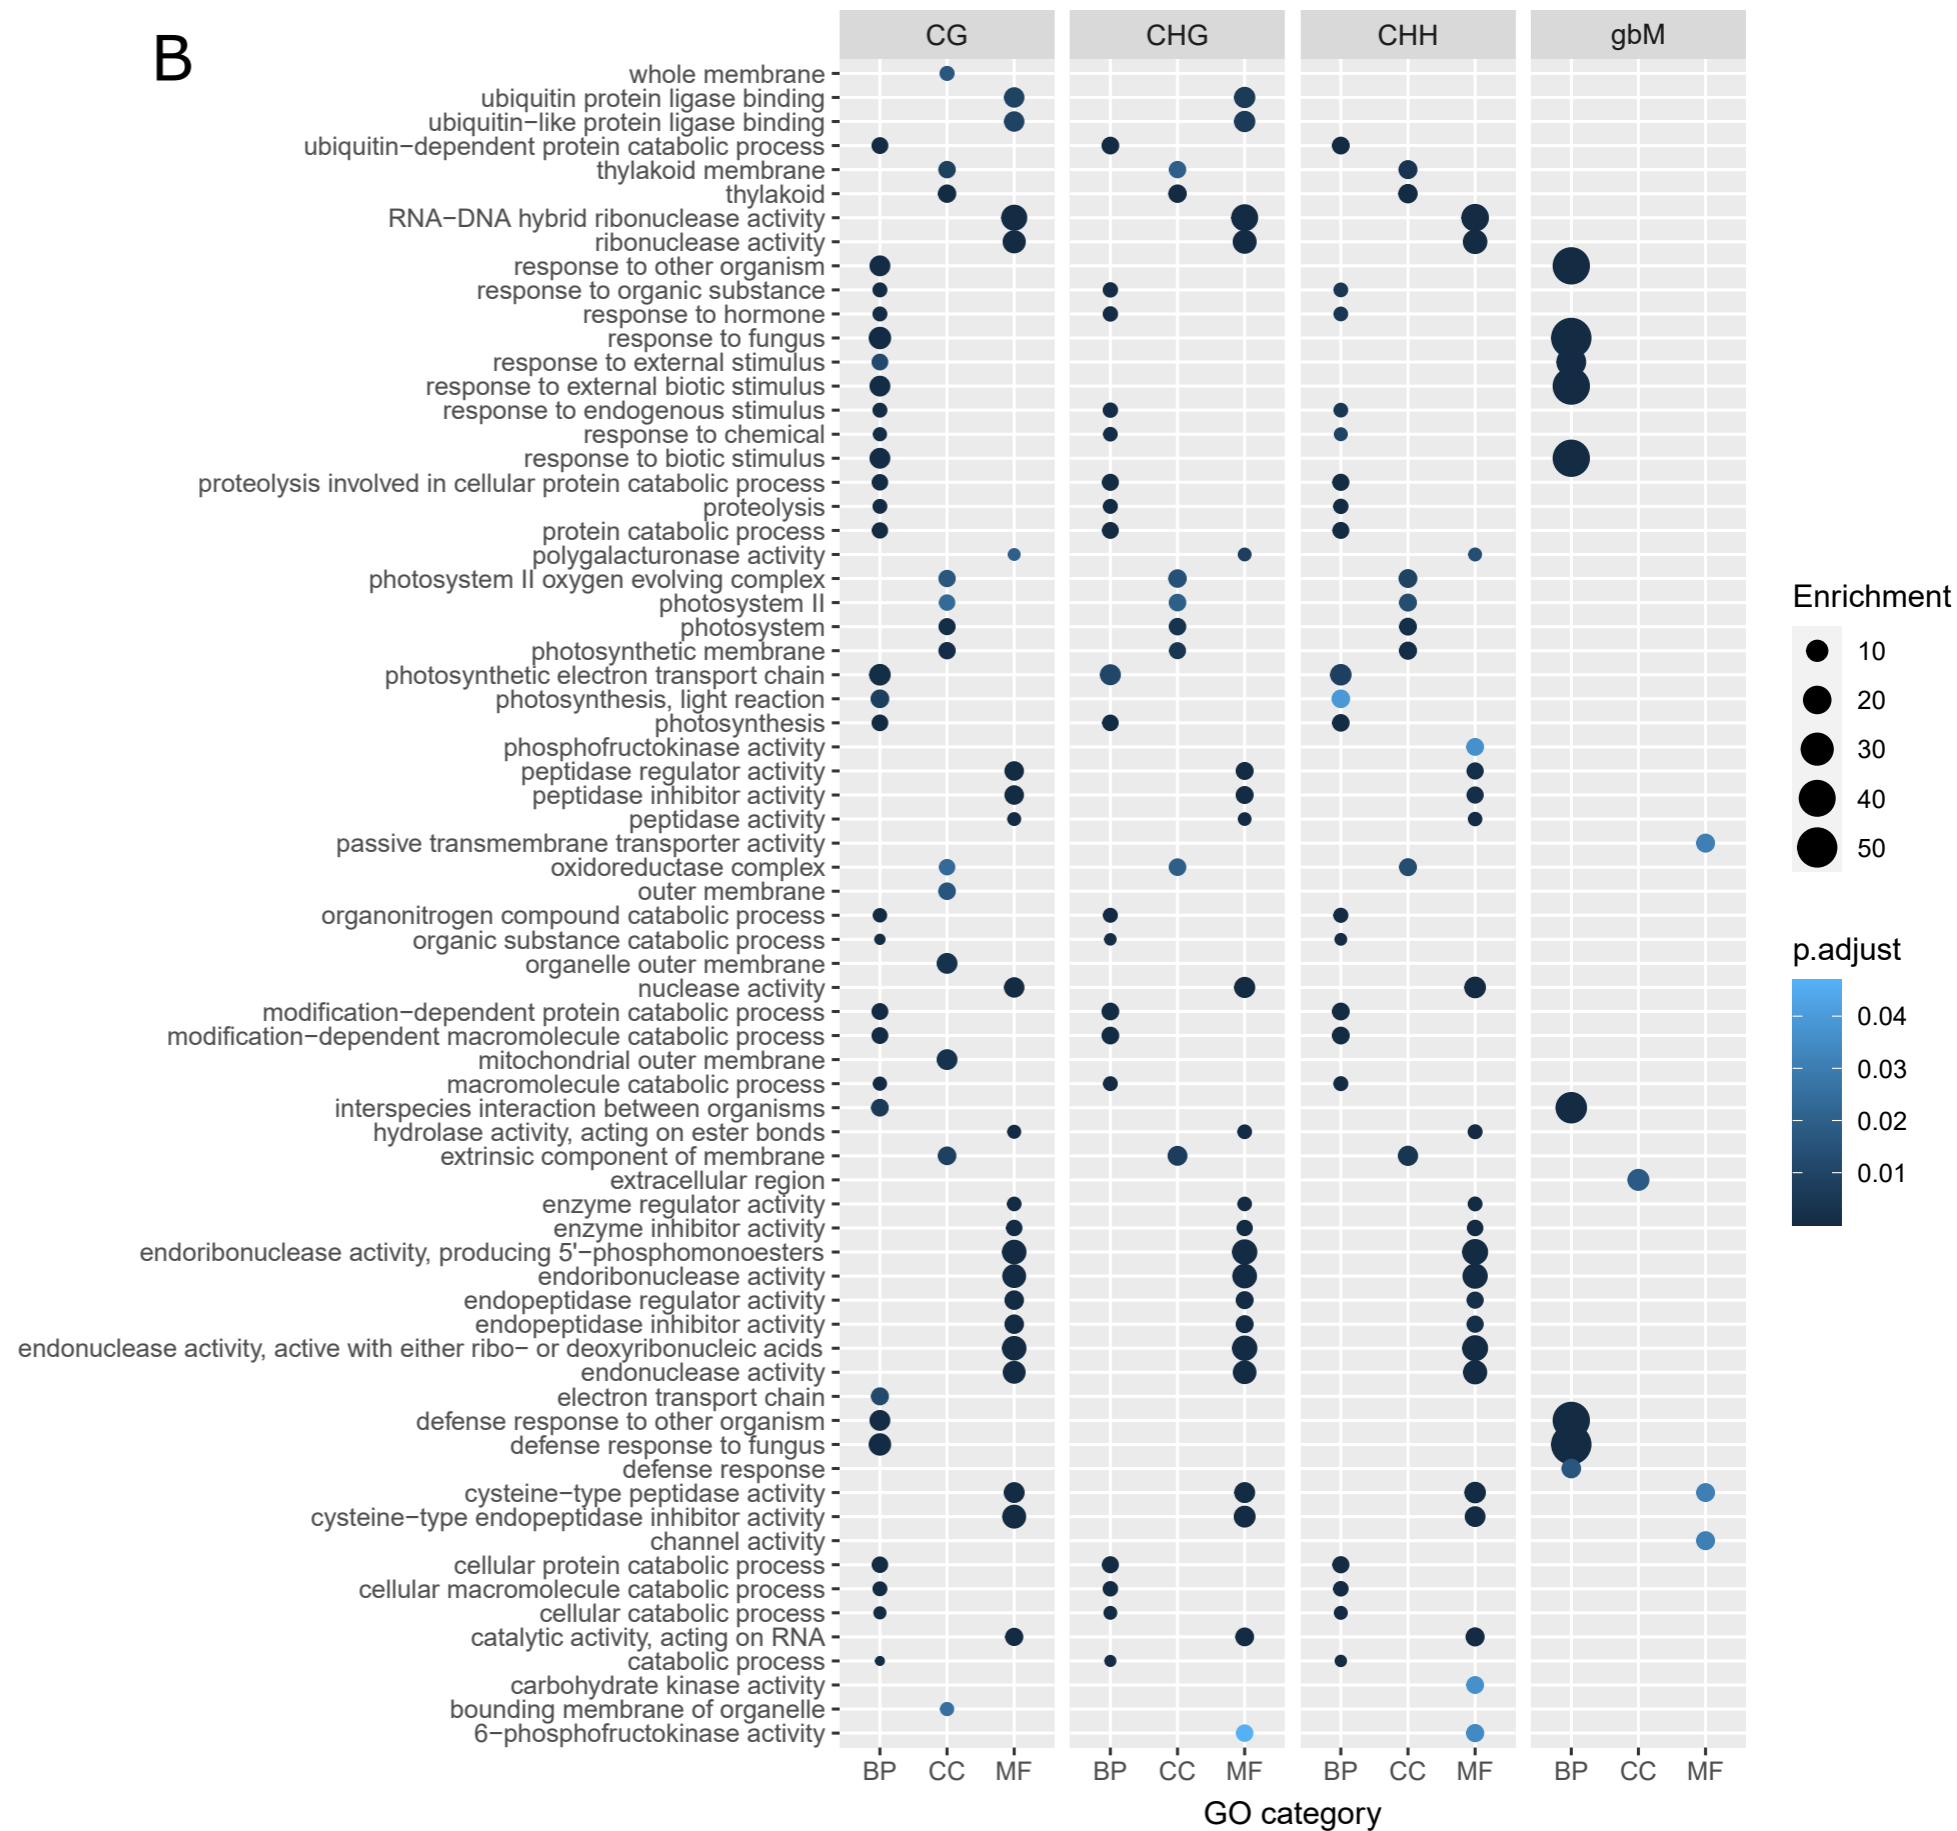 B
CG
CHG
CHH
gbM
whole membrane
ubiquitin protein ligase binding
ubiquitin−like protein ligase binding
ubiquitin−dependent protein catabolic process
thylakoid membrane
thylakoid
RNA−DNA hybrid ribonuclease activity
ribonuclease activity
response to other organism
response to organic substance
response to hormone
response to fungus
response to external stimulus
response to external biotic stimulus
response to endogenous stimulus
response to chemical
response to biotic stimulus
proteolysis involved in cellular protein catabolic process
proteolysis
protein catabolic process
polygalacturonase activity
photosystem II oxygen evolving complex
photosystem II
photosystem
photosynthetic membrane
photosynthetic electron transport chain
photosynthesis, light reaction
photosynthesis
phosphofructokinase activity
peptidase regulator activity
peptidase inhibitor activity
peptidase activity
passive transmembrane transporter activity
oxidoreductase complex
outer membrane
organonitrogen compound catabolic process
organic substance catabolic process
organelle outer membrane
nuclease activity
modification−dependent protein catabolic process
modification−dependent macromolecule catabolic process
mitochondrial outer membrane
macromolecule catabolic process
interspecies interaction between organisms
hydrolase activity, acting on ester bonds
extrinsic component of membrane
extracellular region
enzyme regulator activity
enzyme inhibitor activity
endoribonuclease activity, producing 5'−phosphomonoesters
endoribonuclease activity
endopeptidase regulator activity
endopeptidase inhibitor activity
endonuclease activity, active with either ribo− or deoxyribonucleic acids
endonuclease activity
electron transport chain
defense response to other organism
defense response to fungus
defense response
cysteine−type peptidase activity
cysteine−type endopeptidase inhibitor activity
channel activity
cellular protein catabolic process
cellular macromolecule catabolic process
cellular catabolic process
catalytic activity, acting on RNA
catabolic process
carbohydrate kinase activity
bounding membrane of organelle
6−phosphofructokinase activity
BP CC MF
BP CC MF
BP CC MF
BP CC MF
GO category
Enrichment
10
20
30
40
50
p.adjust
0.04
0.03
0.02
0.01